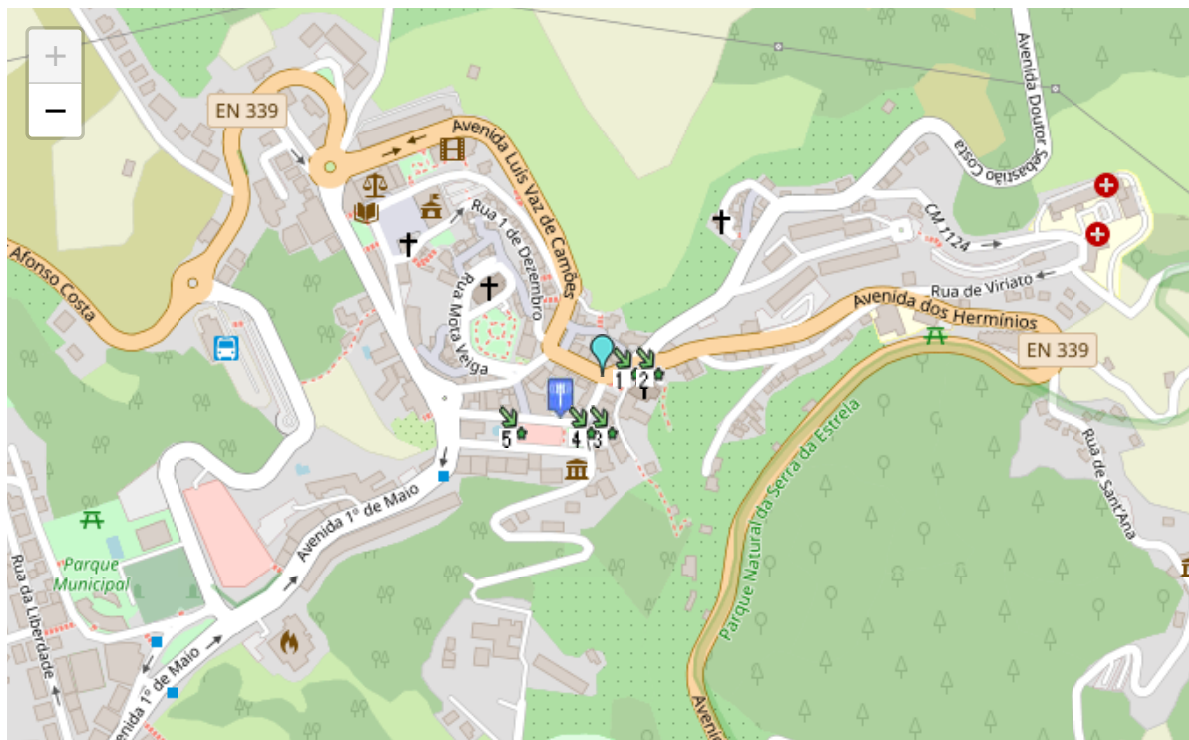 +
−
EN 339
Avenida Luís Vaz de Camões
Avenida Doutor Sebastião Costa
Rua 1 de Dezembro
CM 1124
Rua de Viriato
Afonso Costa
Avenida dos Hermínios
Rua Mota Veiga
EN 339
1
2
5
4
3
Parque Natural da Serra da Estrela
Rua de Sant'Ana
Avenida 1º de Maio
Parque
Municipal
Rua da Liberdade
Avenida 1º de Maio
Aveni